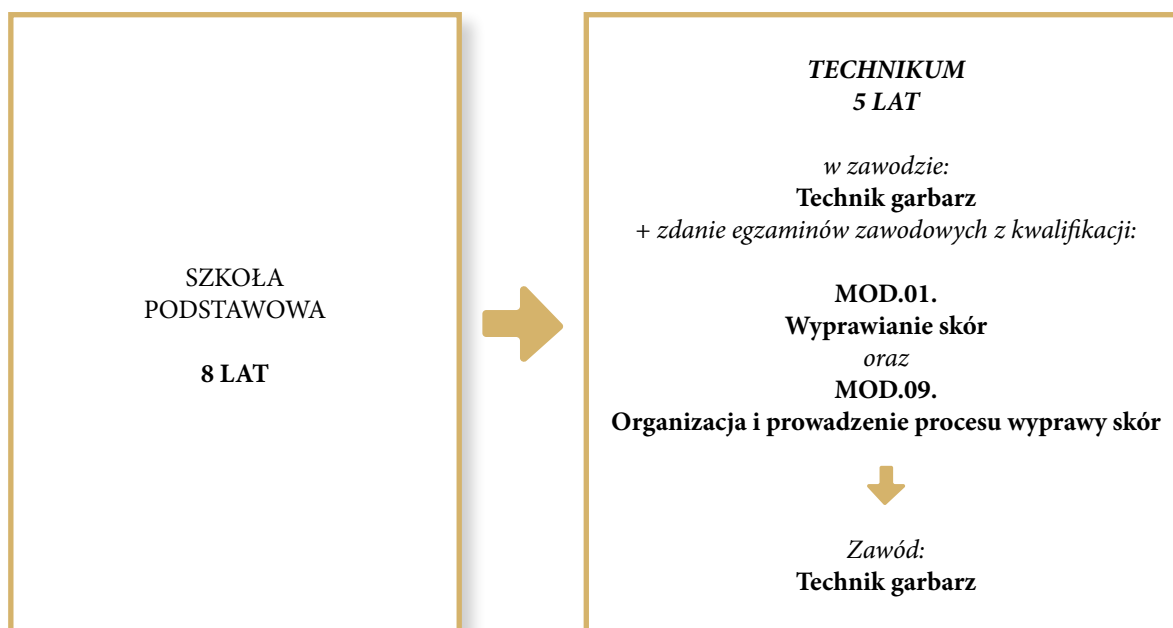 SZKOŁA
PODSTAWOWA
8 LAT
TECHNIKUM
5 LAT
w zawodzie:
Technik garbarz
+ zdanie egzaminów zawodowych z kwalifikacji:
MOD.01.
Wyprawianie skór
oraz
MOD.09.
Organizacja i prowadzenie procesu wyprawy skór
Zawód:
Technik garbarz